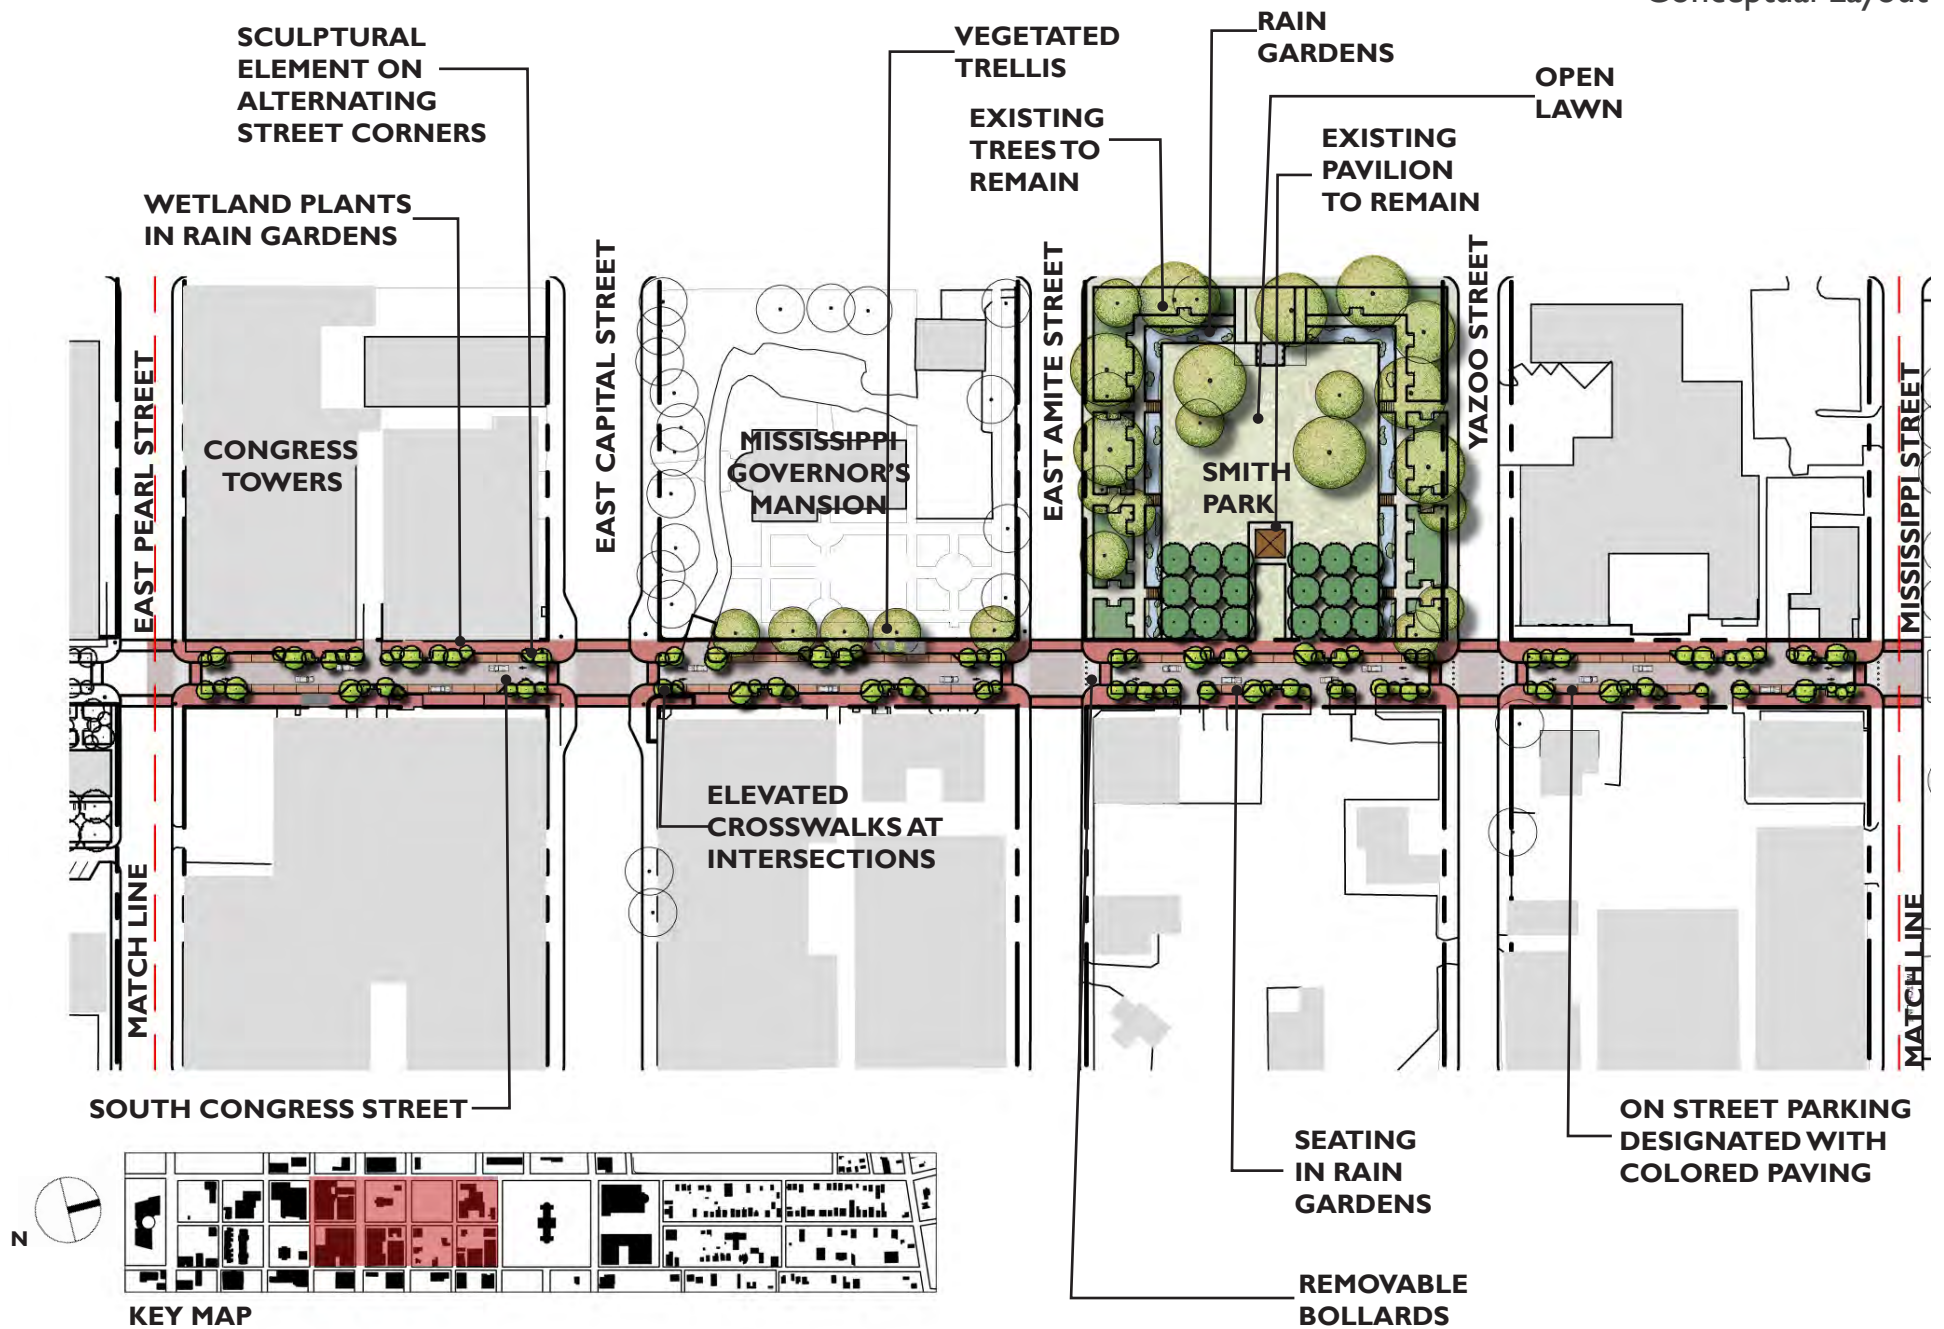 Conceptual Layout
SCULPTURAL
ELEMENT ON
ALTERNATING
STREET CORNERS
VEGETATED
TRELLIS
RAIN
GARDENS
OPEN
LAWN
EXISTING
TREES TO
REMAIN
EXISTING
PAVILION
TO REMAIN
WETLAND PLANTS
IN RAIN GARDENS
EAST PEARL STREET
EAST CAPITAL STREET
EAST AMITE STREET
YAZOO STREET
MISSISSIPPI STREET
CONGRESS
TOWERS
MISSISSIPPI
GOVERNOR'S
MANSION
SMITH
PARK
ELEVATED
CROSSWALKS AT
INTERSECTIONS
MATCH LINE
MATCH LINE
SOUTH CONGRESS STREET
SEATING
IN RAIN
GARDENS
ON STREET PARKING
DESIGNATED WITH
COLORED PAVING
REMOVABLE
BOLLARDS
N
KEY MAP